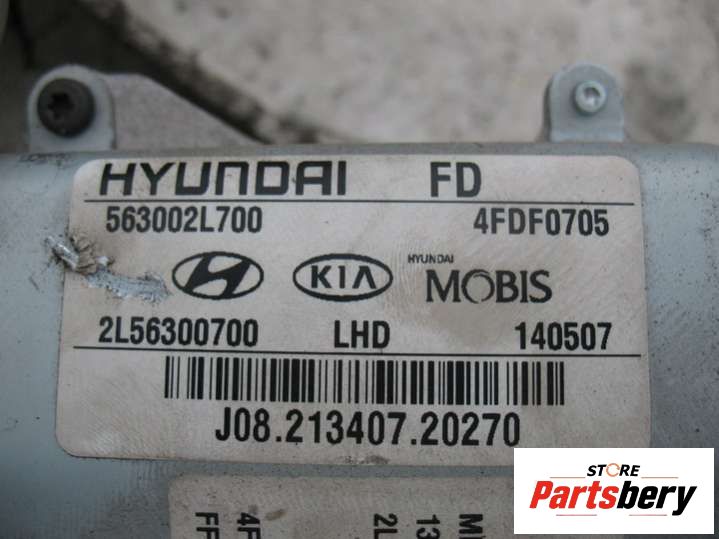 HYUNDAI FD
563002L700 4FDF0705
KIA HYUNDAI MOBIS
2L56300700 LHD 140507
J08.213407.20270
STORE
Partsbery